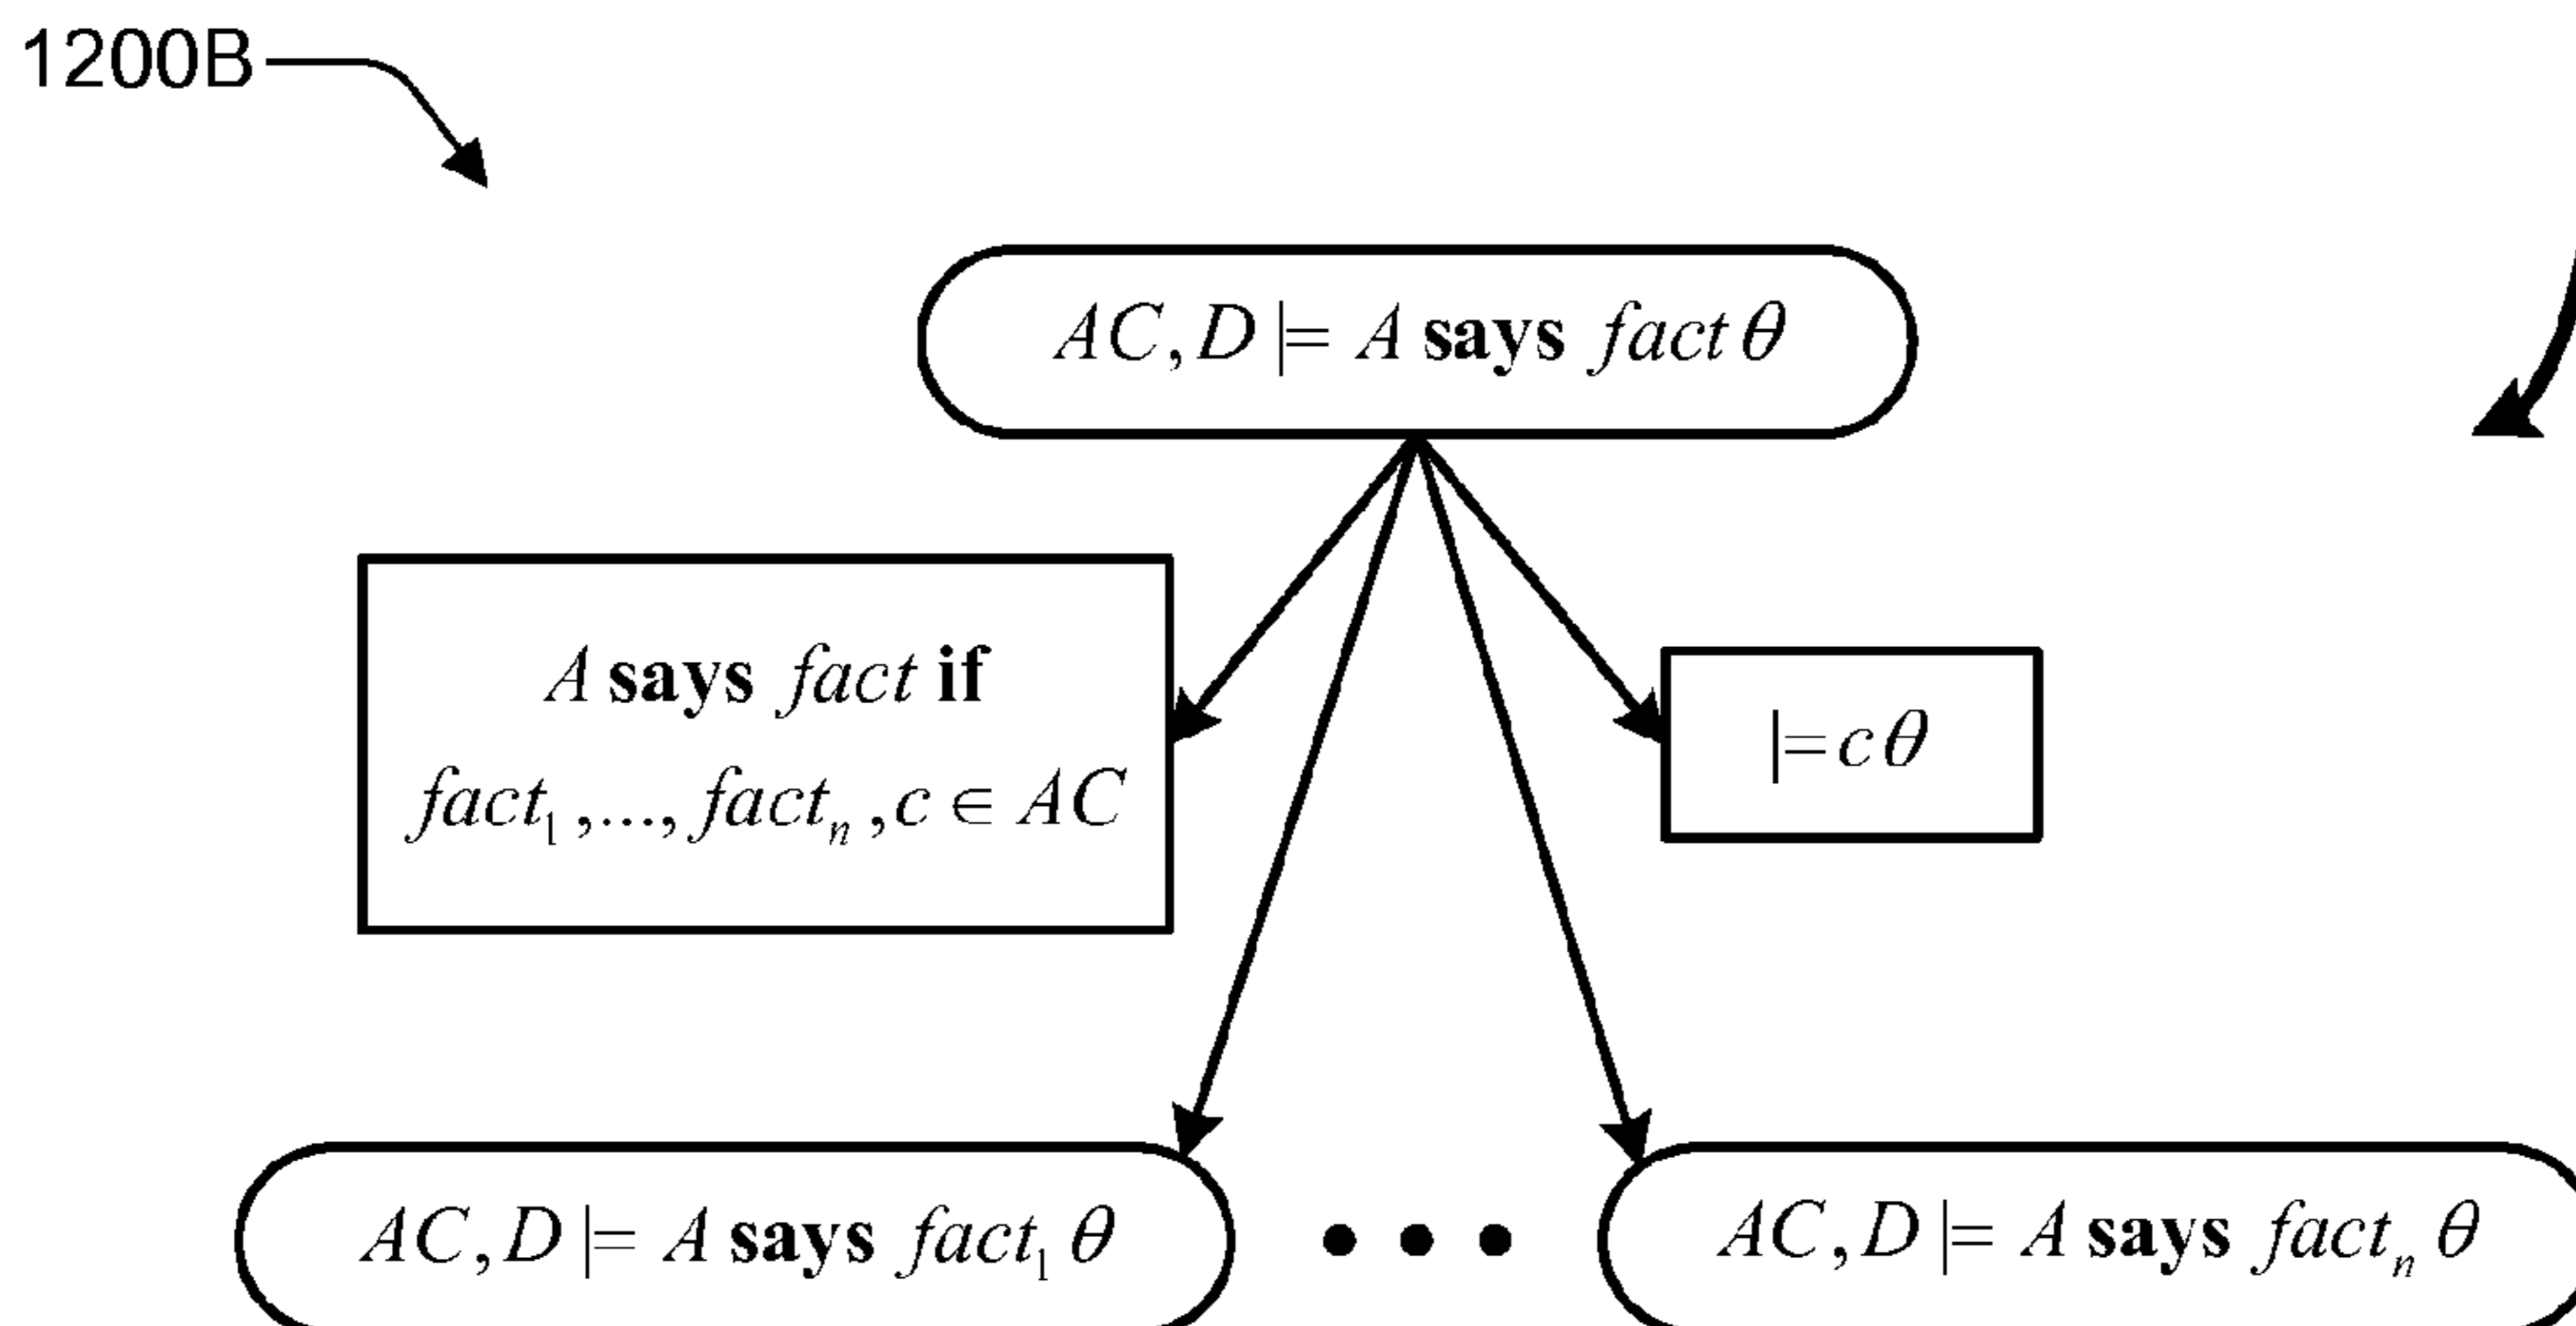 1200B
AC, D |= A says fact θ
A says fact if
fact₁ ,..., factₙ , c ∈ AC
|= c θ
AC, D |= A says fact₁ θ
AC, D |= A says factₙ θ